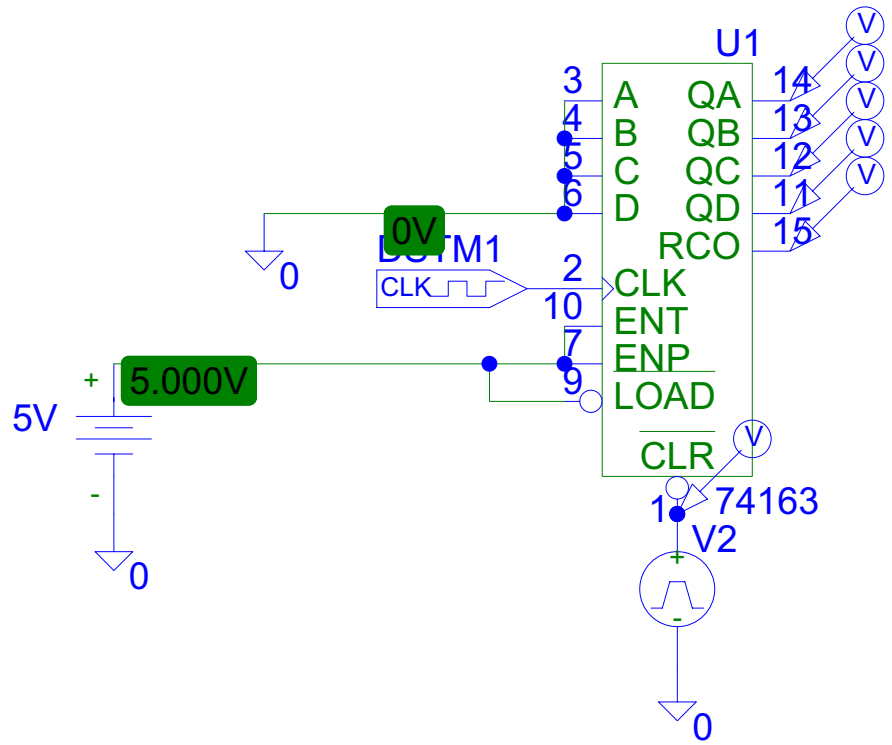 U1
3 A QA 14
4 B QB 13
5 C QC 12
6 D QD 11
RCO 15
0V
0
DSTM1
CLK
2 CLK
10 ENT
7 ENP
9 LOAD
CLR
1
74163
+ 5.000V
5V
-
0
V2
+
-
0
V
V
V
V
V
V